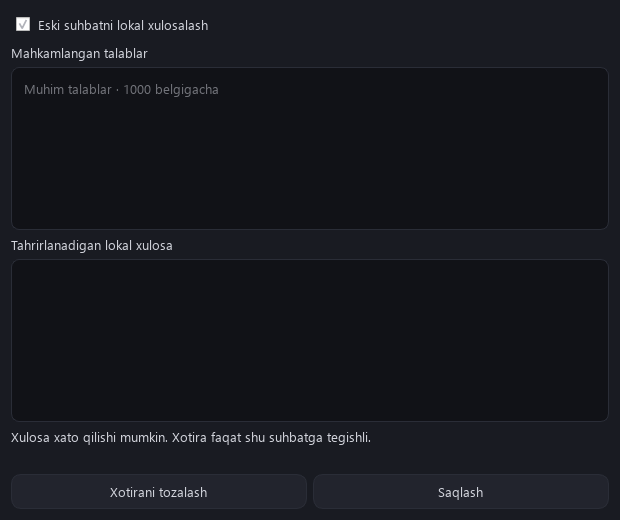 Eski suhbatni lokal xulosalash
Mahkamlangan talablar
Muhim talablar · 1000 belgigacha
Tahrirlanadigan lokal xulosa
Xulosa xato qilishi mumkin. Xotira faqat shu suhbatga tegishli.
Xotirani tozalash
Saqlash